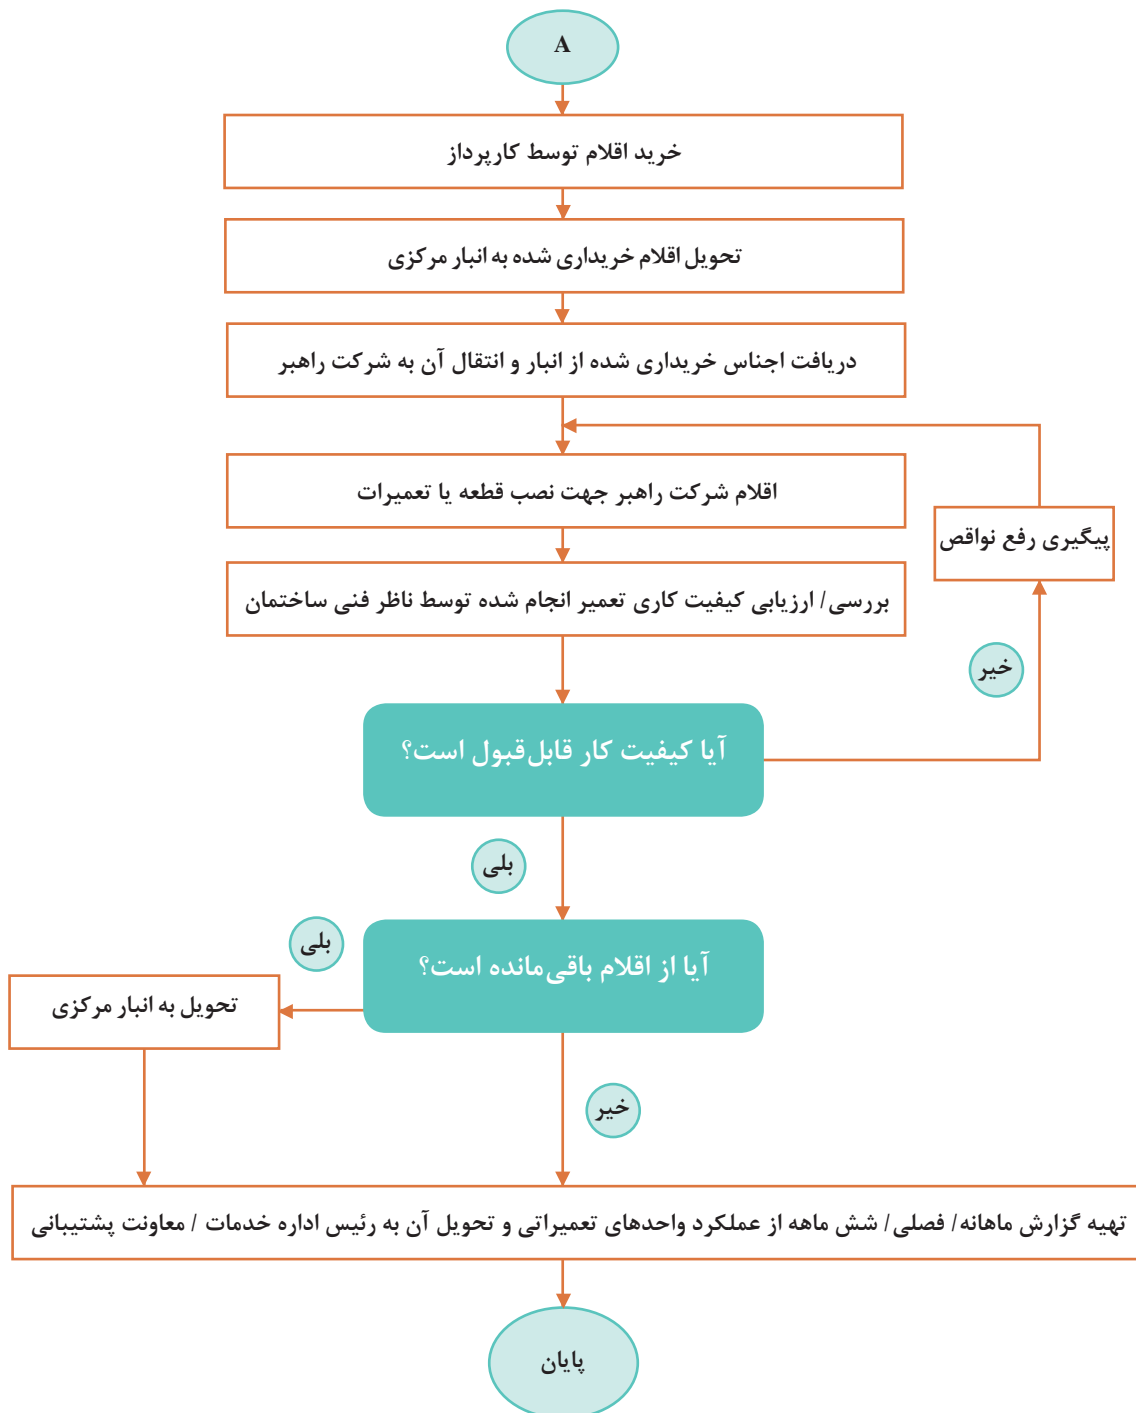 A
خرید اقلام توسط کارپرداز
تحویل اقلام خریداری شده به انبار مرکزی
دریافت اجناس خریداری شده از انبار و انتقال آن به شرکت راهبر
اقلام شرکت راهبر جهت نصب قطعه یا تعمیرات
پیگیری رفع نواقص
بررسی/ ارزیابی کیفیت کاری تعمیر انجام شده توسط ناظر فنی ساختمان
خیر
آیا کیفیت کار قابل‌قبول است؟
بلی
بلی
آیا از اقلام باقی‌مانده است؟
تحویل به انبار مرکزی
خیر
تهیه گزارش ماهانه/ فصلی/ شش ماهه از عملکرد واحدهای تعمیراتی و تحویل آن به رئیس اداره خدمات / معاونت پشتیبانی
پایان